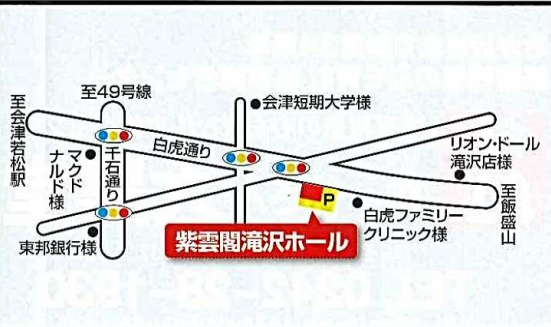 至49号線
至会津若松駅
会津短期大学様
白虎通り
リオン・ドール
滝沢店様
マクド
ナルド様
千石通り
至飯盛山
P
白虎ファミリー
クリニック様
東邦銀行様
紫雲閣滝沢ホール